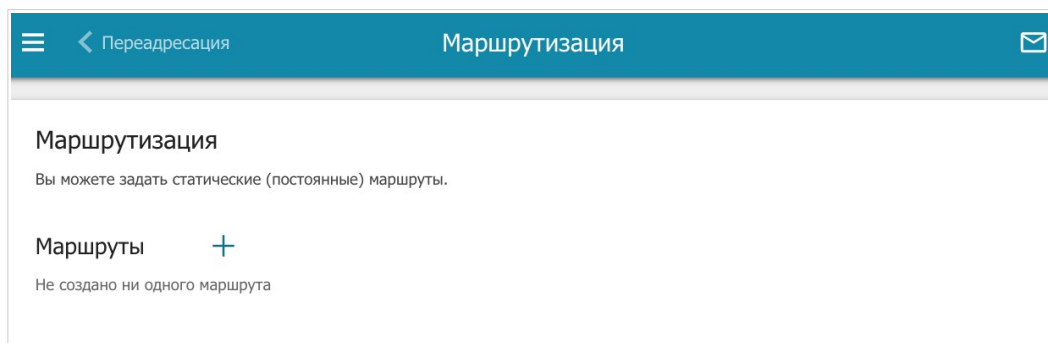 Переадресация
Маршрутизация
Маршрутизация
Вы можете задать статические (постоянные) маршруты.
Маршруты
Не создано ни одного маршрута